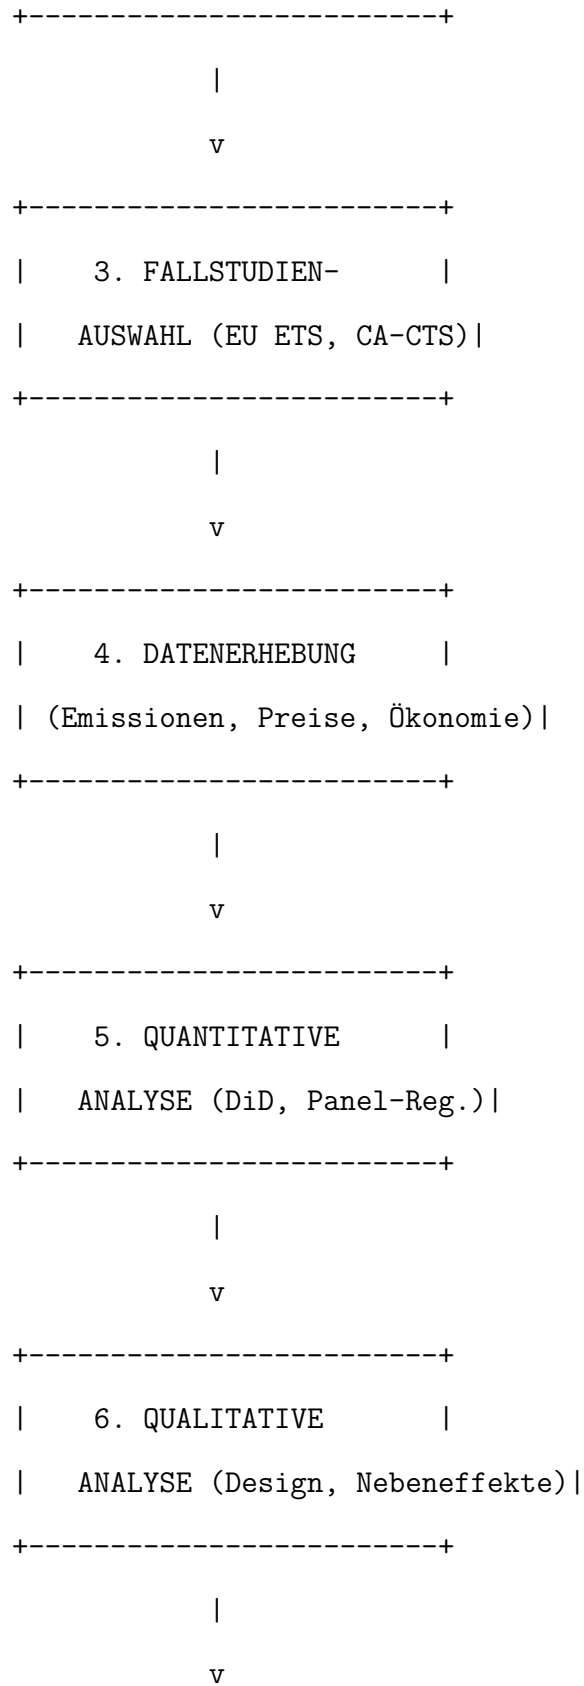 +-------------------------+
|
v
+-------------------------+
|    3. FALLSTUDIEN-      |
|   AUSWAHL (EU ETS, CA-CTS)|
+-------------------------+
|
v
+-------------------------+
|    4. DATENERHEBUNG     |
| (Emissionen, Preise, Ökonomie)|
+-------------------------+
|
v
+-------------------------+
|    5. QUANTITATIVE      |
|   ANALYSE (DiD, Panel-Reg.)|
+-------------------------+
|
v
+-------------------------+
|    6. QUALITATIVE       |
|   ANALYSE (Design, Nebeneffekte)|
+-------------------------+
|
v